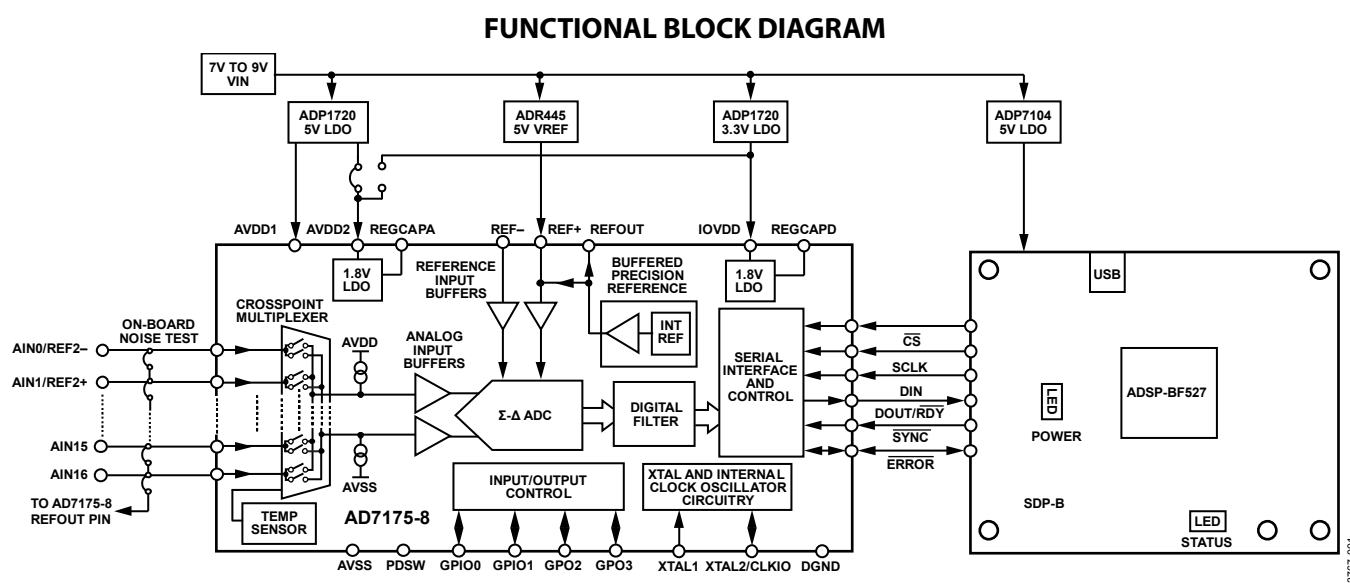 FUNCTIONAL BLOCK DIAGRAM
7V TO 9V
VIN
ADP1720
5V LDO
ADR445
5V VREF
ADP1720
3.3V LDO
ADP7104
5V LDO
AVDD1
AVDD2
REGCAPA
REF–
REF+
REFOUT
IOVDD
REGCAPD
1.8V
LDO
REFERENCE
INPUT
BUFFERS
BUFFERED
PRECISION
REFERENCE
INT
REF
1.8V
LDO
CROSSPOINT
MULTIPLEXER
ON-BOARD
NOISE TEST
AIN0/REF2–
AIN1/REF2+
AIN15
AIN16
TO AD7175-8
REFOUT PIN
AVDD
AVSS
ANALOG
INPUT
BUFFERS
Σ-Δ ADC
DIGITAL
FILTER
SERIAL
INTERFACE
AND
CONTROL
CS
SCLK
DIN
DOUT/RDY
SYNC
ERROR
TEMP
SENSOR
AD7175-8
INPUT/OUTPUT
CONTROL
XTAL AND INTERNAL
CLOCK OSCILLATOR
CIRCUITRY
AVSS
PDSW
GPIO0
GPIO1
GPO2
GPO3
XTAL1
XTAL2/CLKIO
DGND
USB
ADSP-BF527
LED
POWER
SDP-B
LED
STATUS